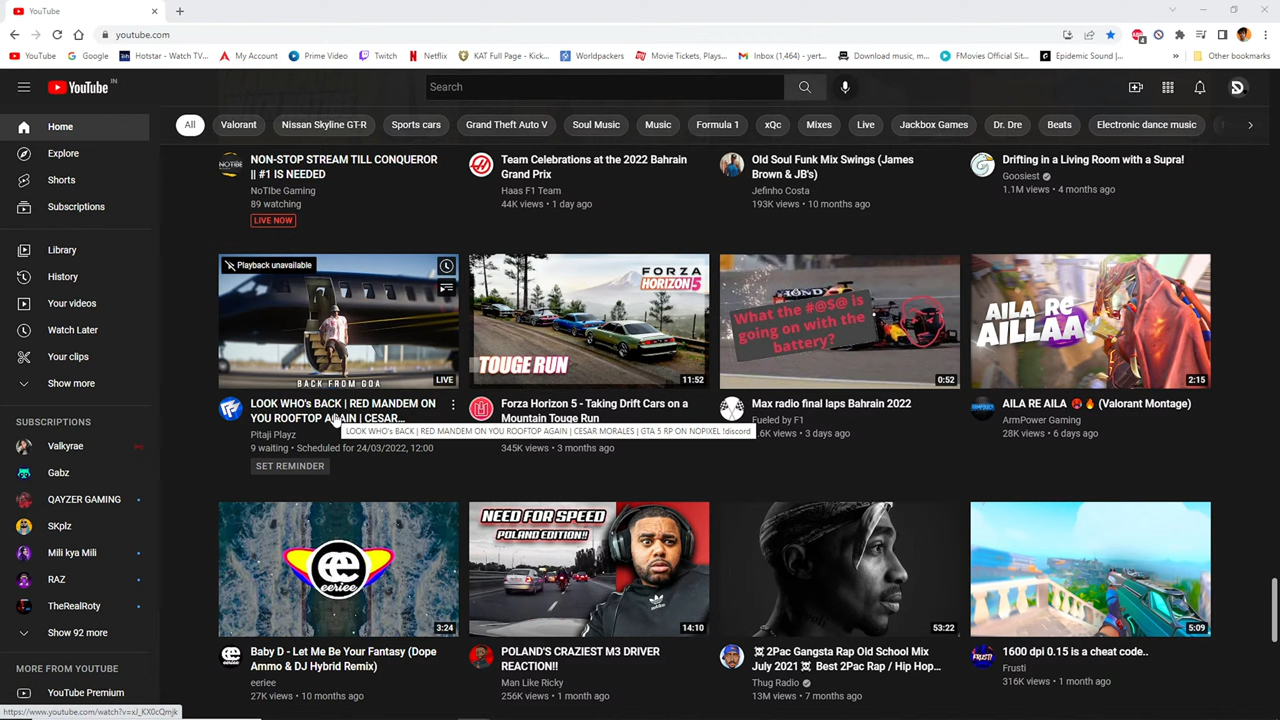 YouTube
youtube.com
YouTube
Google
Hotstar - Watch TV...
My Account
Prime Video
Twitch
Netflix
KAT Full Page - Kick...
Worldpackers
Movie Tickets, Plays...
Inbox (1,464) - yert...
Download music, m...
FMovies Official Sit...
Epidemic Sound |...
»
Other bookmarks
YouTube IN
Search
All
Valorant
Nissan Skyline GT-R
Sports cars
Grand Theft Auto V
Soul Music
Music
Formula 1
xQc
Mixes
Live
Jackbox Games
Dr. Dre
Beats
Electronic dance music
Home
Explore
Shorts
Subscriptions
Library
History
Your videos
Watch Later
Your clips
Show more
SUBSCRIPTIONS
Valkyrae
Gabz
QAYZER GAMING
SKplz
Mili kya Mili
RAZ
TheRealRoty
Show 92 more
MORE FROM YOUTUBE
YouTube Premium
NON-STOP STREAM TILL CONQUEROR
|| #1 IS NEEDED
NoTIbe Gaming
89 watching
LIVE NOW
Team Celebrations at the 2022 Bahrain
Grand Prix
Haas F1 Team
44K views • 1 day ago
Old Soul Funk Mix Swings (James
Brown & JB's)
Jefinho Costa
193K views • 10 months ago
Drifting in a Living Room with a Supra!
Goosiest
1.1M views • 4 months ago
Playback unavailable
BACK FROM GOA
LIVE
LOOK WHO's BACK | RED MANDEM ON
YOU ROOFTOP AGAIN | CESAR...
LOOK WHO's BACK | RED MANDEM ON YOU ROOFTOP AGAIN | CESAR MORALES | GTA 5 RP ON NOPIXEL !discord
Pitaji Playz
9 waiting • Scheduled for 24/03/2022, 12:00
SET REMINDER
FORZA
HORIZON 5
TOUGE RUN
11:52
Forza Horizon 5 - Taking Drift Cars on a
Mountain Touge Run
345K views • 3 months ago
HONDA
What the #@$@ is
going on with the
battery?
0:52
Max radio final laps Bahrain 2022
Fueled by F1
.6K views • 3 days ago
AILA RE
AILLAA
2:15
AILA RE AILA 👹🔥 (Valorant Montage)
ArmPower Gaming
28K views • 6 days ago
ee
eeriee
3:24
Baby D - Let Me Be Your Fantasy (Dope
Ammo & DJ Hybrid Remix)
eeriee
27K views • 10 months ago
NEED FOR SPEED
POLAND EDITION!!
adidas
14:10
POLAND'S CRAZIEST M3 DRIVER
REACTION!!
Man Like Ricky
256K views • 1 month ago
53:22
☠️2Pac Gangsta Rap Old School Mix
July 2021 ☠️ Best 2Pac Rap / Hip Hop...
Thug Radio
13M views • 7 months ago
5:09
FRUSTI
1600 dpi 0.15 is a cheat code..
Frusti
316K views • 1 month ago
https://www.youtube.com/watch?v=xJ_KX0cQmjk